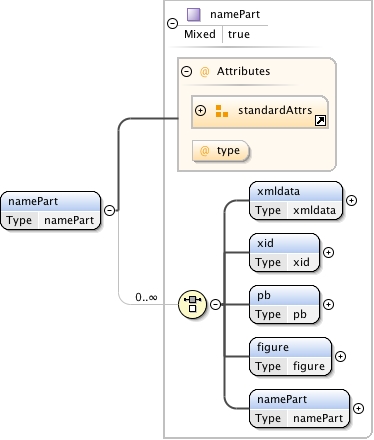 namePart
Mixed true
@ Attributes
standardAttrs
@ type
namePart
Type namePart
0..∞
xmldata
Type xmldata
xid
Type xid
pb
Type pb
figure
Type figure
namePart
Type namePart